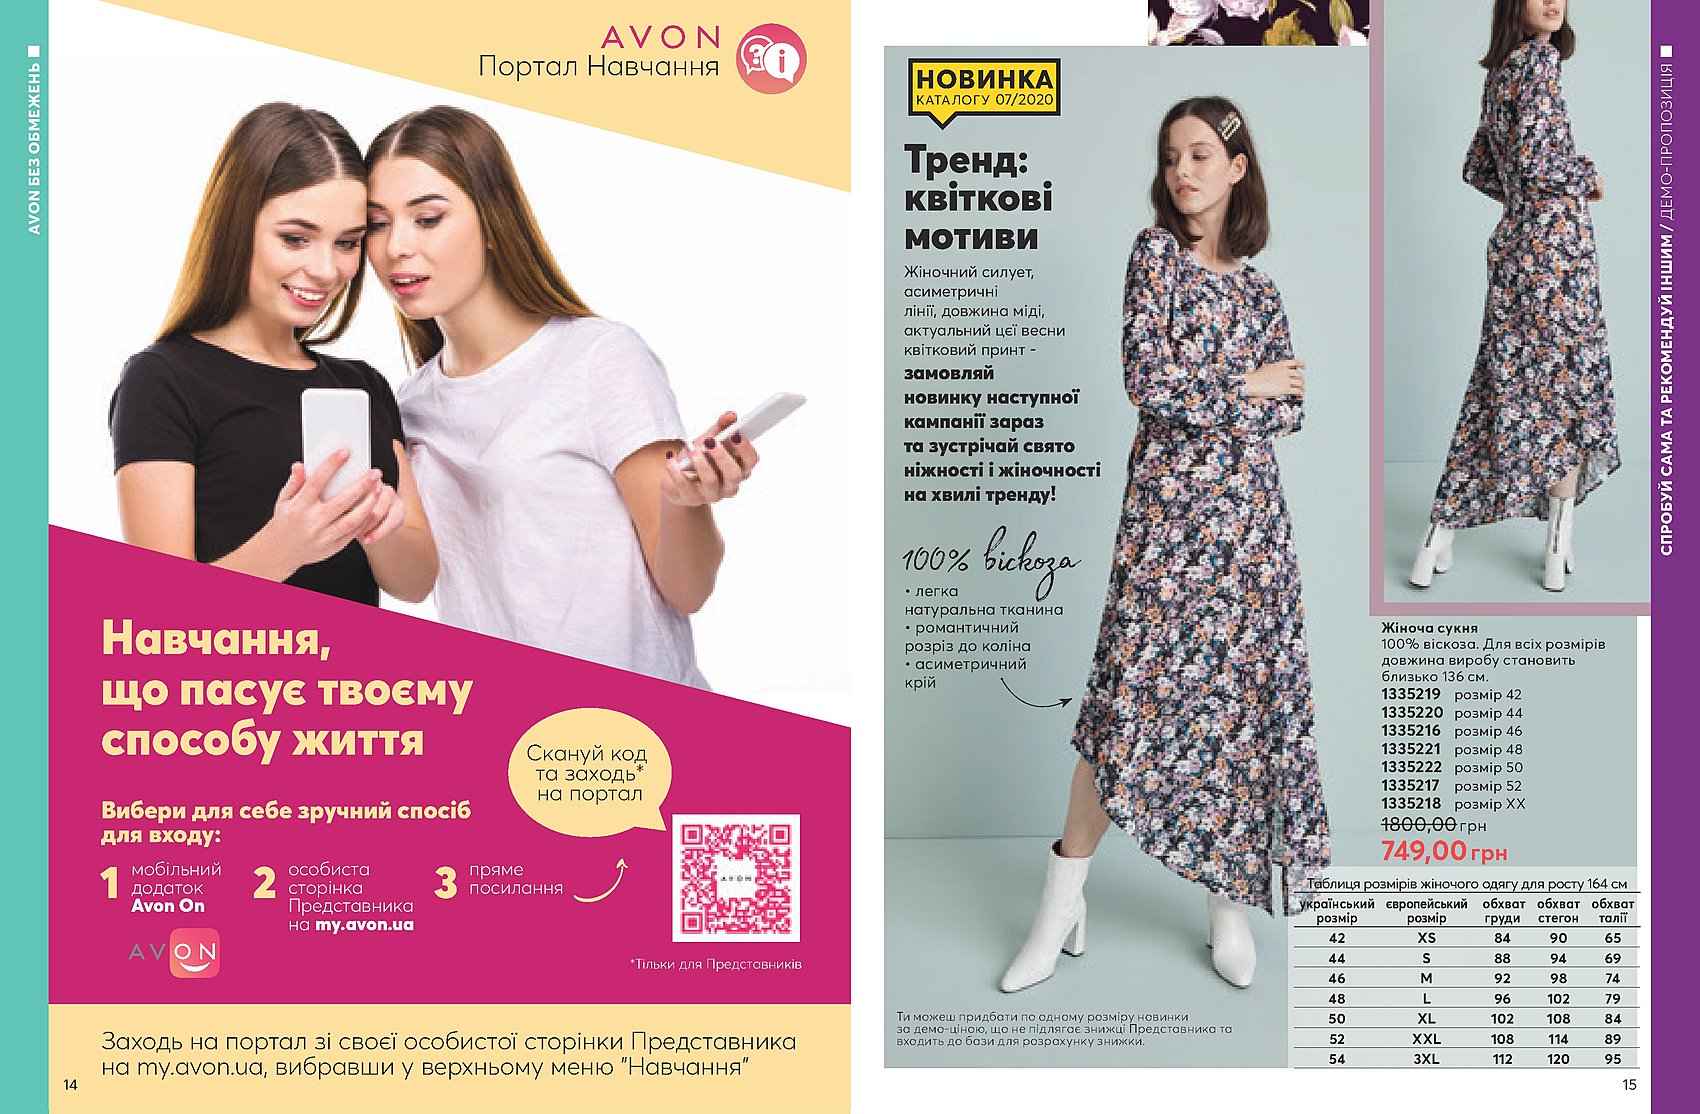 AVON БЕЗ ОБМЕЖЕНЬ
AVON
Портал Навчання
Навчання,
що пасує твоєму
способу життя
Скануй код
та заходь*
на портал
Вибери для себе зручний спосіб
для входу:
1 мобільний
додаток
Avon On
2 особиста
сторінка
Представника
на my.avon.ua
3 пряме
посилання
AVON
AVON
*Тільки для Представників
Заходь на портал зі своєї особистої сторінки Представника
на my.avon.ua, вибравши у верхньому меню "Навчання"
14
НОВИНКА
КАТАЛОГУ 07/2020
Тренд:
квіткові
мотиви
Жіночний силует,
асиметричні
лінії, довжина міді,
актуальний цєї весни
квітковий принт -
замовляй
новинку наступної
кампанії зараз
та зустрічай свято
ніжності і жіночності
на хвилі тренду!
100% віскоза
• легка
натуральна тканина
• романтичний
розріз до коліна
• асиметричний
крій
Жіноча сукня
100% віскоза. Для всіх розмірів
довжина виробу становить
близько 136 см.
1335219 розмір 42
1335220 розмір 44
1335216 розмір 46
1335221 розмір 48
1335222 розмір 50
1335217 розмір 52
1335218 розмір XX
1800,00 грн
749,00 грн
Таблиця розмірів жіночого одягу для росту 164 см
український європейський обхват обхват обхват
розмір розмір груди стегон талії
42 XS 84 90 65
44 S 88 94 69
46 M 92 98 74
48 L 96 102 79
50 XL 102 108 84
52 XXL 108 114 89
54 3XL 112 120 95
Ти можеш придбати по одному розміру новинки
за демо-ціною, що не підлягає знижці Представника та
входить до бази для розрахунку знижки.
СПРОБУЙ САМА ТА РЕКОМЕНДУЙ ІНШИМ / ДЕМО-ПРОПОЗИЦІЯ
15